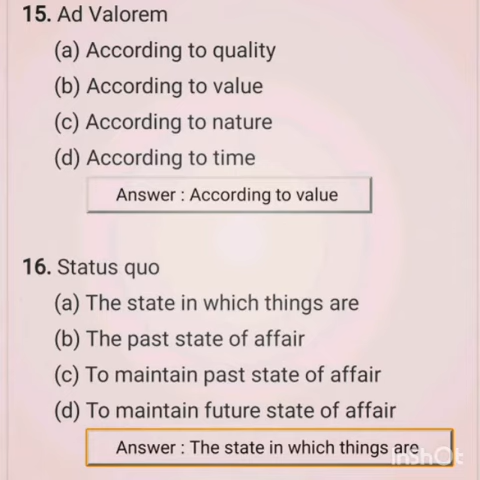 15. Ad Valorem
(a) According to quality
(b) According to value
(c) According to nature
(d) According to time
Answer : According to value
16. Status quo
(a) The state in which things are
(b) The past state of affair
(c) To maintain past state of affair
(d) To maintain future state of affair
Answer : The state in which things are
InShOt